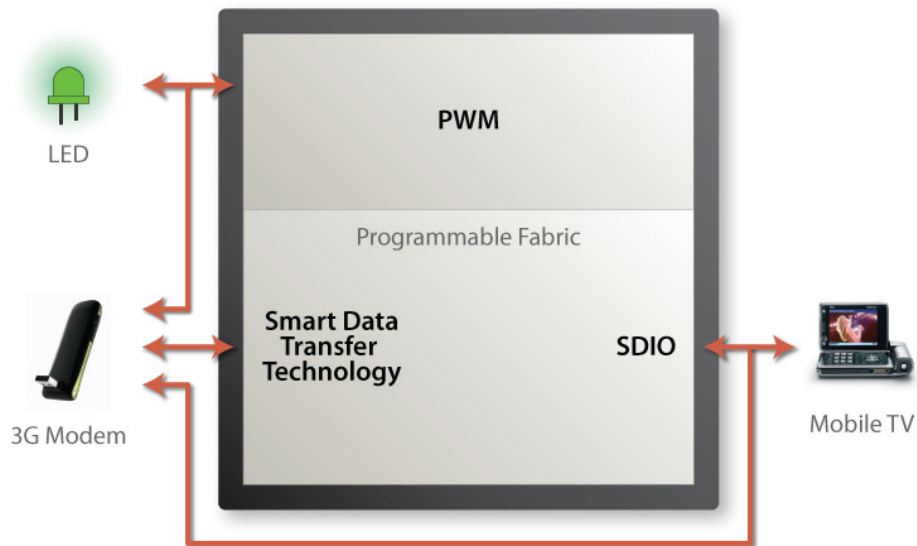 PWM
LED
Programmable Fabric
Smart Data
Transfer
Technology
SDIO
3G Modem
Mobile TV